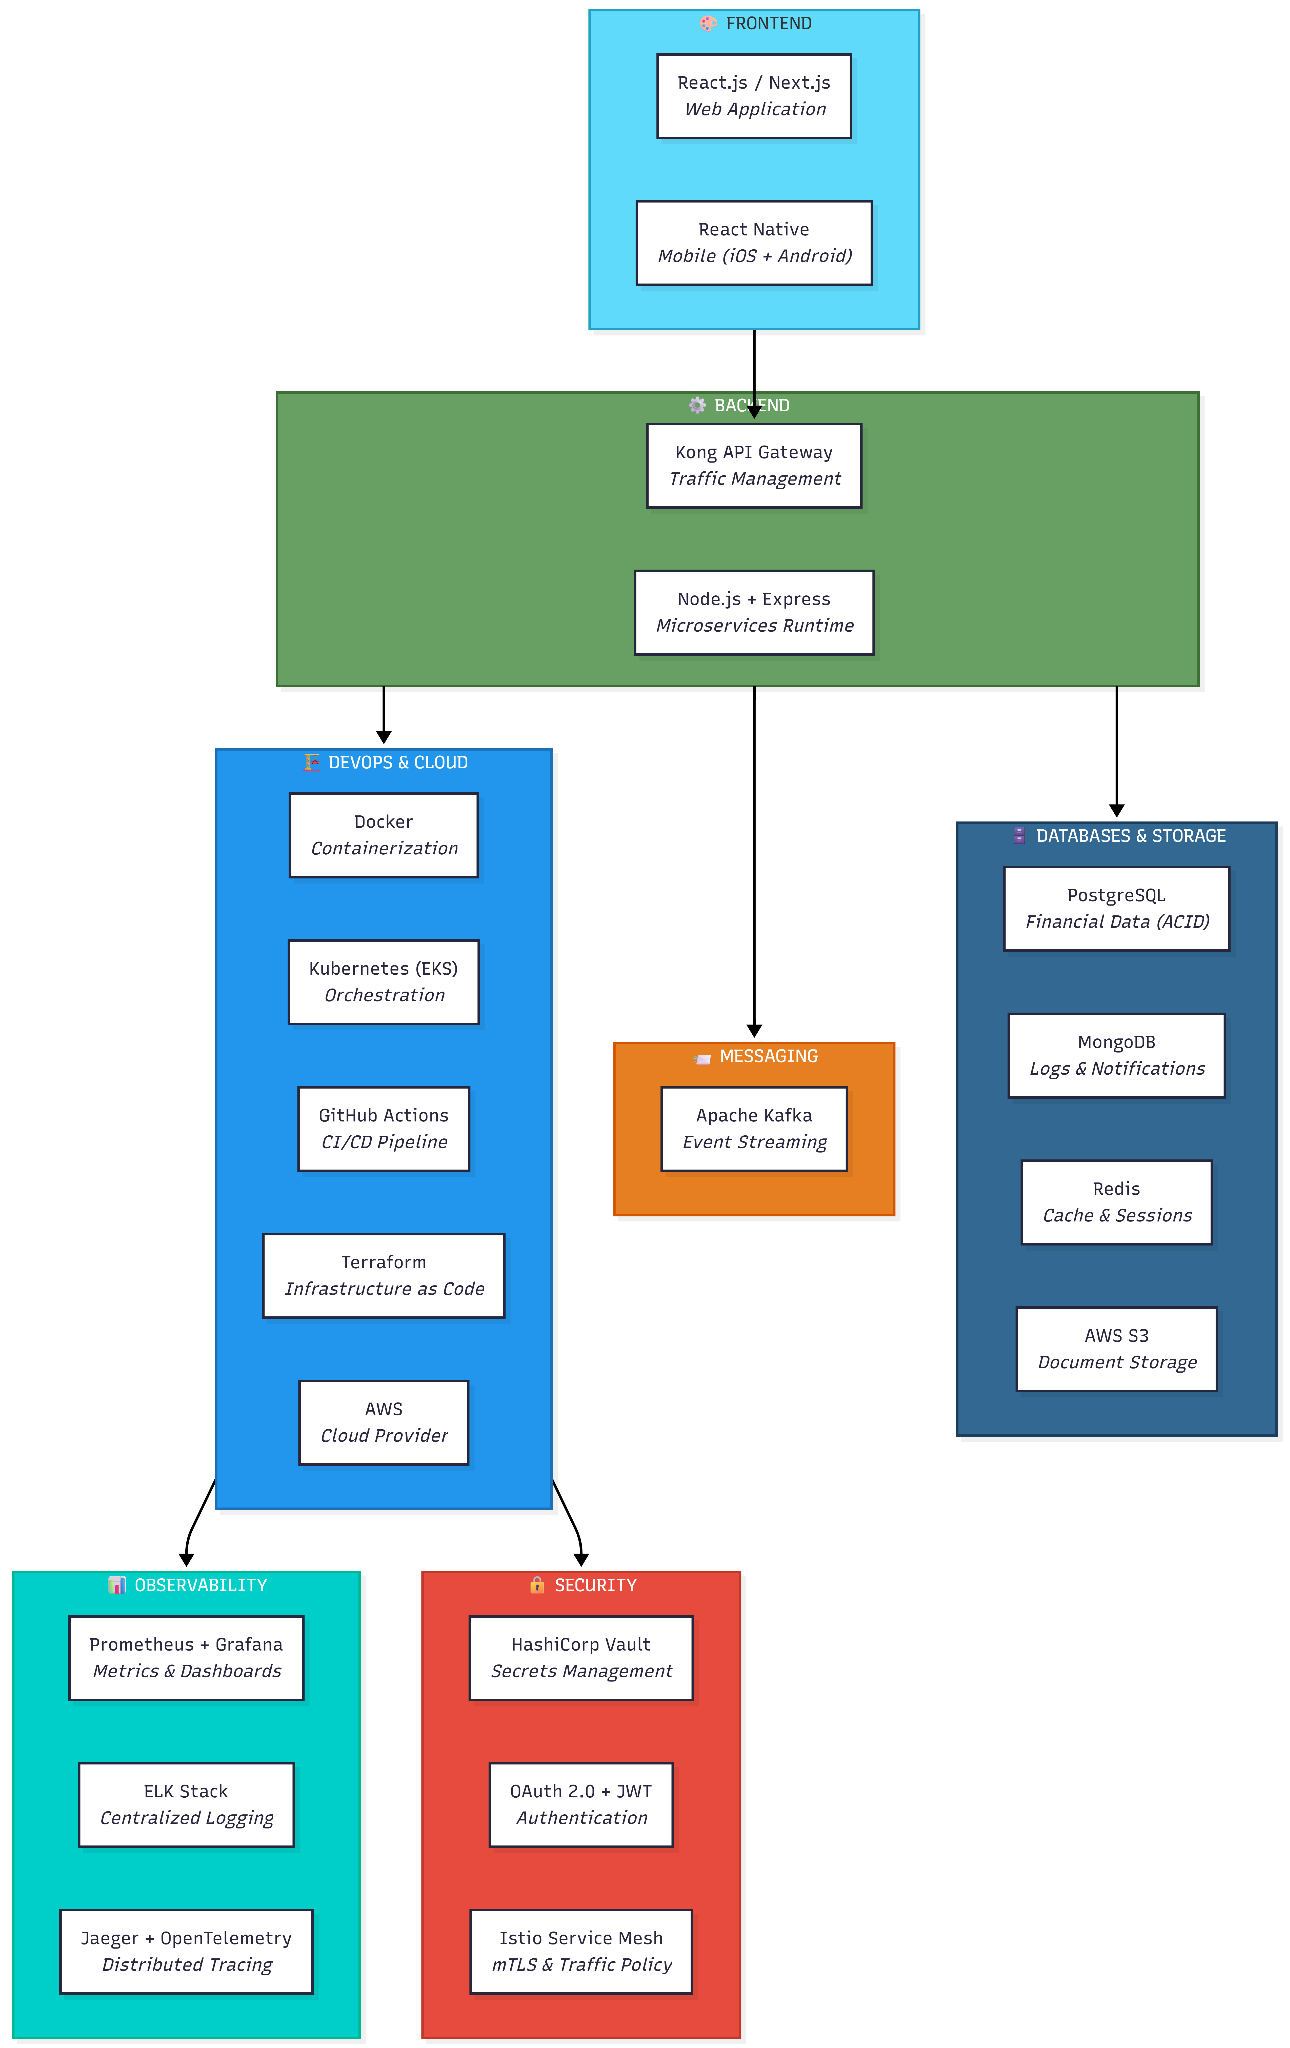 FRONTEND
React.js / Next.js
Web Application
React Native
Mobile (iOS + Android)
BACKEND
Kong API Gateway
Traffic Management
Node.js + Express
Microservices Runtime
DEVOPS & CLOUD
Docker
Containerization
Kubernetes (EKS)
Orchestration
GitHub Actions
CI/CD Pipeline
Terraform
Infrastructure as Code
AWS
Cloud Provider
MESSAGING
Apache Kafka
Event Streaming
DATABASES & STORAGE
PostgreSQL
Financial Data (ACID)
MongoDB
Logs & Notifications
Redis
Cache & Sessions
AWS S3
Document Storage
OBSERVABILITY
Prometheus + Grafana
Metrics & Dashboards
ELK Stack
Centralized Logging
Jaeger + OpenTelemetry
Distributed Tracing
SECURITY
HashiCorp Vault
Secrets Management
OAuth 2.0 + JWT
Authentication
Istio Service Mesh
mTLS & Traffic Policy